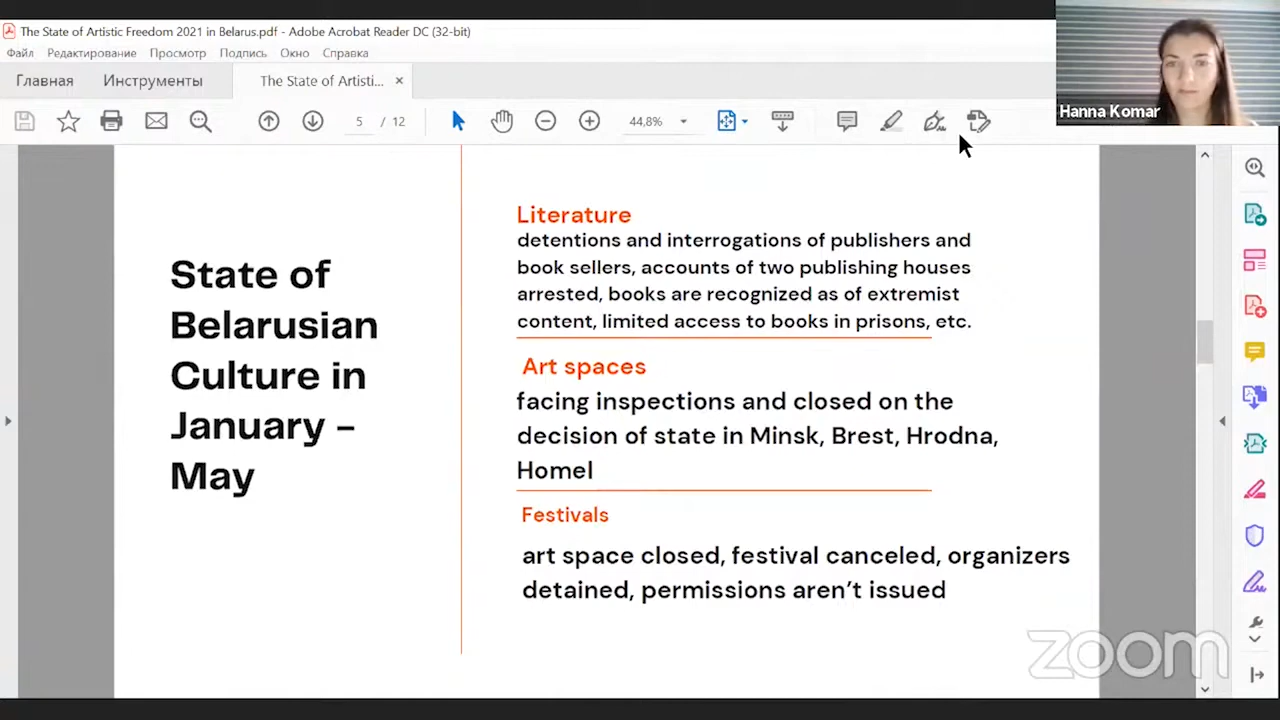 The State of Artistic Freedom 2021 in Belarus.pdf - Adobe Acrobat Reader DC (32-bit)
Файл Редактирование Просмотр Подпись Окно Справка
Главная Инструменты The State of Artisti... ×
5 / 12 44,8%
Hanna Komar
State of
Belarusian
Culture in
January –
May
Literature
detentions and interrogations of publishers and
book sellers, accounts of two publishing houses
arrested, books are recognized as of extremist
content, limited access to books in prisons, etc.
Art spaces
facing inspections and closed on the
decision of state in Minsk, Brest, Hrodna,
Homel
Festivals
art space closed, festival canceled, organizers
detained, permissions aren’t issued
zoom